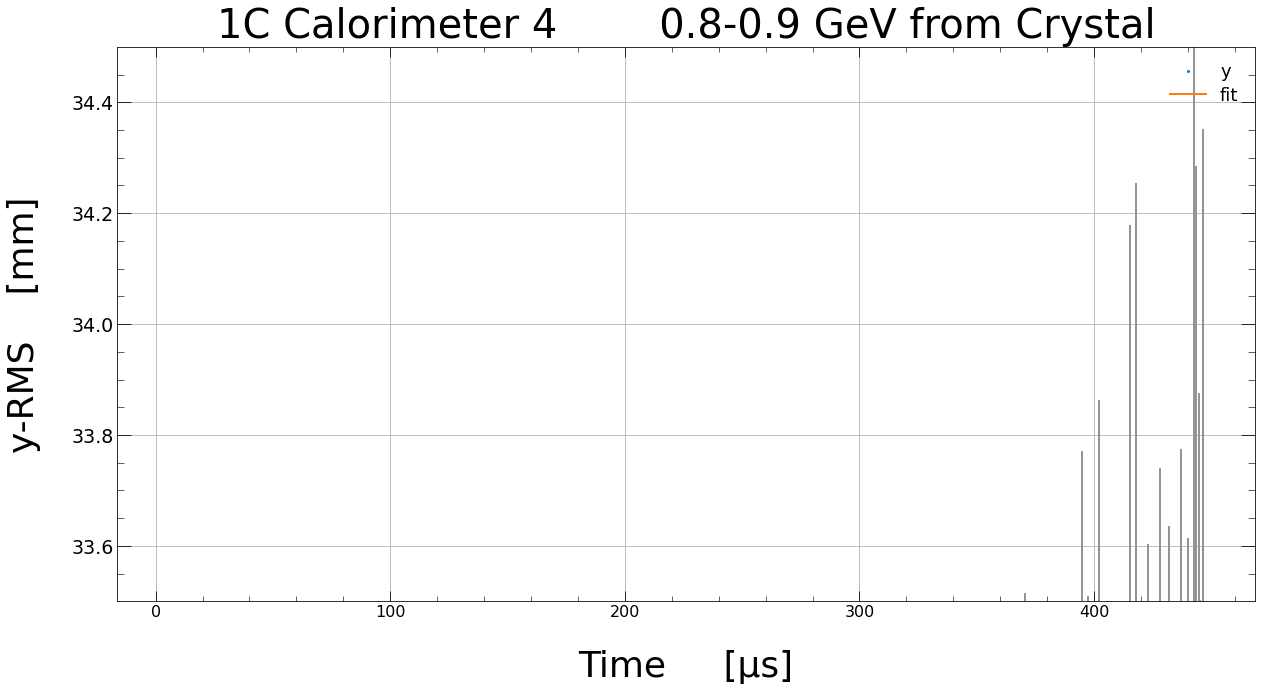 1C Calorimeter 4 0.8-0.9 GeV from Crystal
y
fit
y-RMS [mm]
34.4
34.2
34.0
33.8
33.6
0 100 200 300 400
Time [µs]